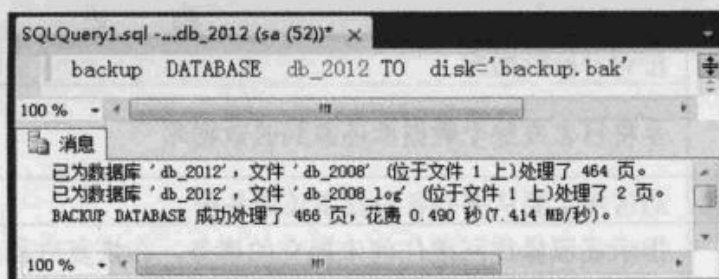 SQLQuery1.sql -...db_2012 (sa (52))* ×
backup DATABASE db_2012 TO disk='backup.bak'
100 %
消息
已为数据库 'db_2012'，文件 'db_2008' (位于文件 1 上)处理了 464 页。
已为数据库 'db_2012'，文件 'db_2008_log' (位于文件 1 上)处理了 2 页。
BACKUP DATABASE 成功处理了 466 页，花费 0.490 秒(7.414 MB/秒)。
100 %